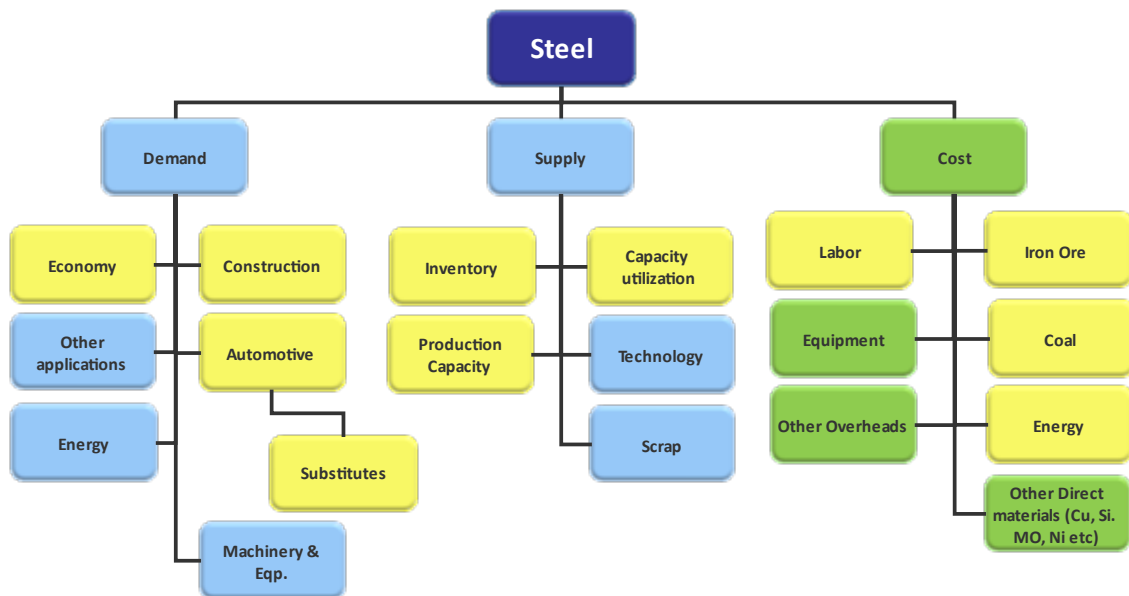 Steel
Demand
Supply
Cost
Economy
Construction
Other
applications
Automotive
Energy
Substitutes
Machinery &
Eqp.
Inventory
Capacity
utilization
Production
Capacity
Technology
Scrap
Labor
Iron Ore
Equipment
Coal
Other Overheads
Energy
Other Direct
materials (Cu, Si.
MO, Ni etc)